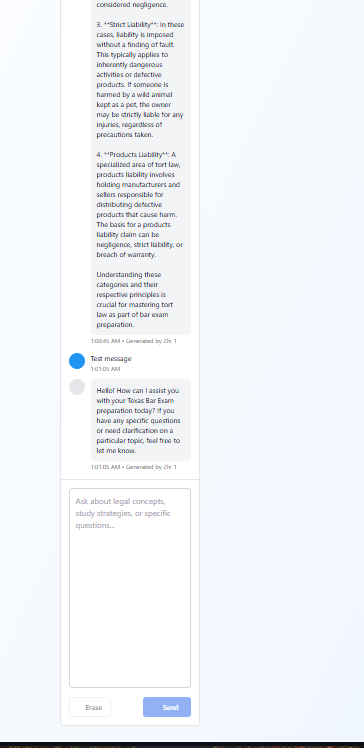 considered negligence.
3. **Strict Liability**: In these
cases, liability is imposed
without a finding of fault.
This typically applies to
inherently dangerous
activities or defective
products. If someone is
harmed by a wild animal
kept as a pet, the owner
may be strictly liable for any
injuries, regardless of
precautions taken.
4. **Products Liability**: A
specialized area of tort law,
products liability involves
holding manufacturers and
sellers responsible for
distributing defective
products that cause harm.
The basis for a products
liability claim can be
negligence, strict liability, or
breach of warranty.
Understanding these
categories and their
respective principles is
crucial for mastering tort
law as part of bar exam
preparation.
1:00:45 AM • Generated by Zhi 1
Test message
1:01:05 AM
Hello! How can I assist you
with your Texas Bar Exam
preparation today? If you
have any specific questions
or need clarification on a
particular topic, feel free to
let me know.
1:01:05 AM • Generated by Zhi 1
Ask about legal concepts,
study strategies, or specific
questions...
Erase
Send